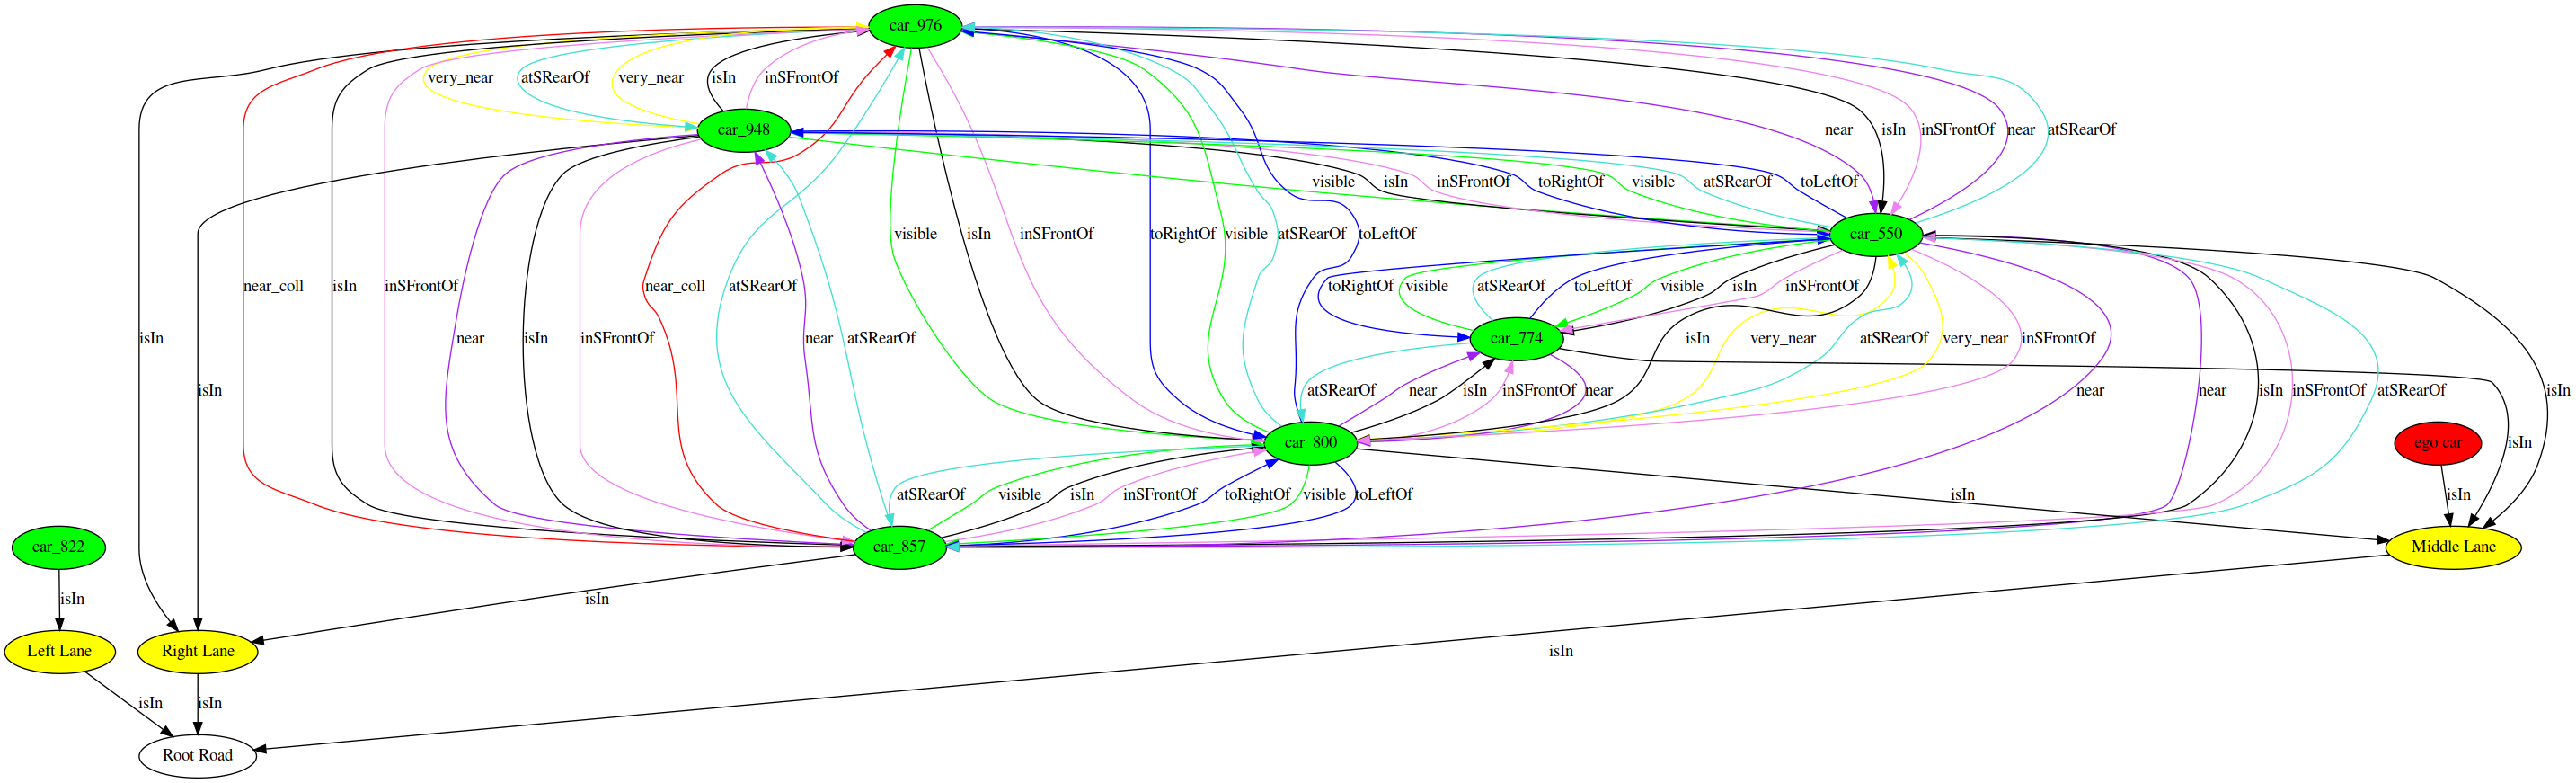 car_976
very_near atSRearOf very_near isIn inSFrontOf
car_948
near isIn inSFrontOf near atSRearOf
visible isIn inSFrontOf toRightOf visible atSRearOf toLeftOf
visible isIn inSFrontOf toRightOf visible atSRearOf toLeftOf
car_550
near_coll isIn inSFrontOf near_coll atSRearOf toRightOf visible atSRearOf toLeftOf visible isIn inSFrontOf
isIn isIn near isIn inSFrontOf near atSRearOf
car_774
isIn very_near atSRearOf very_near inSFrontOf
isIn
atSRearOf near isIn inSFrontOf near near near isIn inSFrontOf atSRearOf isIn
car_800
ego car
isIn
atSRearOf visible isIn inSFrontOf toRightOf visible toLeftOf isIn isIn
car_822
car_857
Middle Lane
isIn isIn
Left Lane
Right Lane
isIn
isIn isIn
Root Road